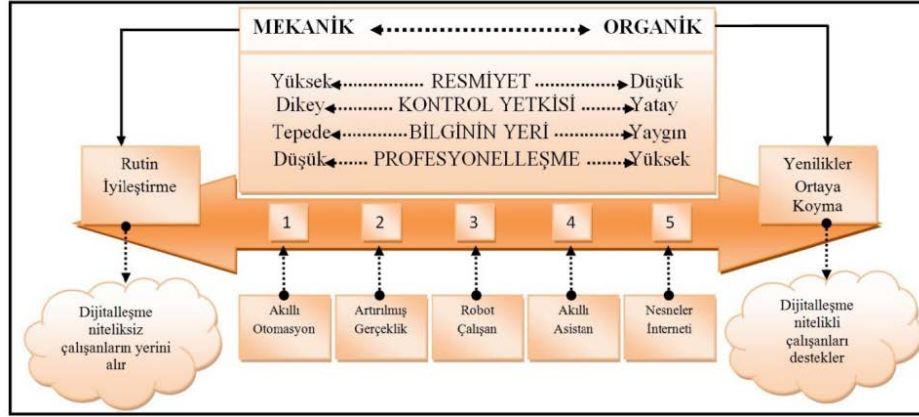 MEKANİK ORGANİK
Yüksek RESMİYET Düşük
Dikey KONTROL YETKİSİ Yatay
Tepede BİLGİNİN YERİ Yaygın
Düşük PROFESYONELLEŞME Yüksek
Rutin
İyileştirme
Yenilikler
Ortaya
Koyma
1 2 3 4 5
Akıllı
Otomasyon
Artırılmış
Gerçeklik
Robot
Çalışan
Akıllı
Asistan
Nesneler
İnterneti
Dijitalleşme
niteliksiz
çalışanların yerini
alır
Dijitalleşme
nitelikli
çalışanları
destekler